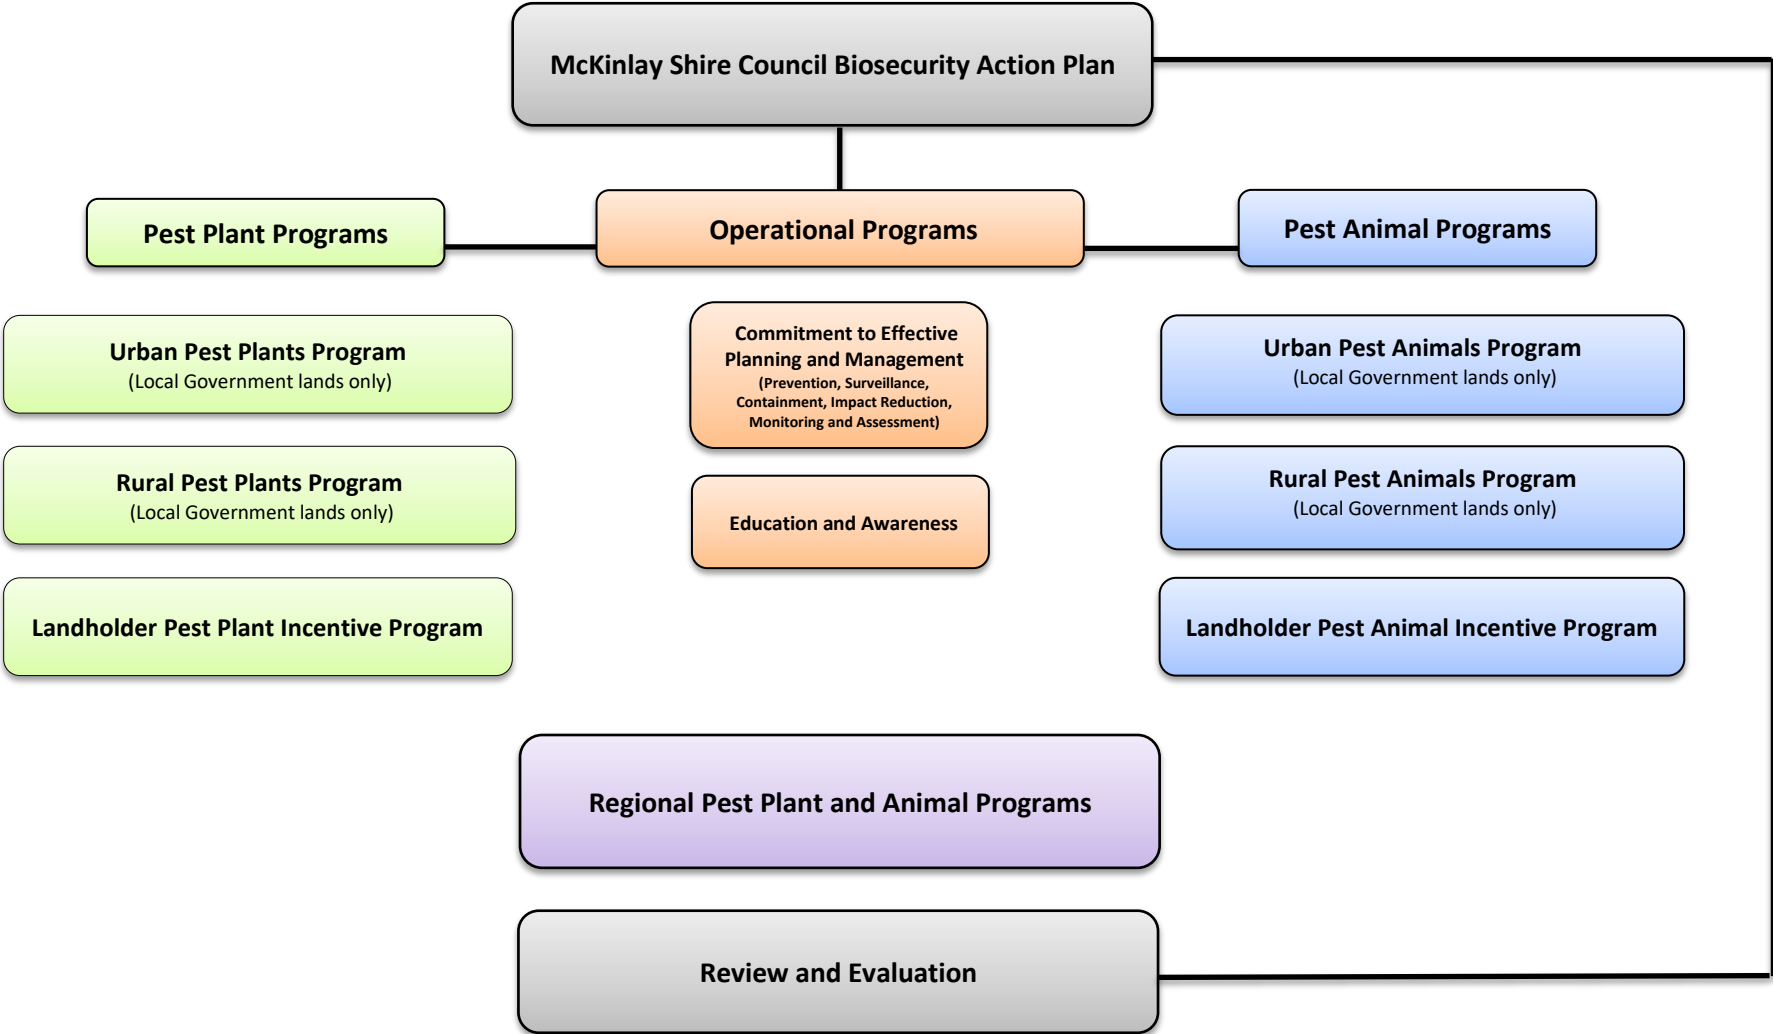 McKinlay Shire Council Biosecurity Action Plan
Pest Plant Programs
Operational Programs
Pest Animal Programs
Urban Pest Plants Program
(Local Government lands only)
Rural Pest Plants Program
(Local Government lands only)
Landholder Pest Plant Incentive Program
Commitment to Effective
Planning and Management
(Prevention, Surveillance,
Containment, Impact Reduction,
Monitoring and Assessment)
Education and Awareness
Urban Pest Animals Program
(Local Government lands only)
Rural Pest Animals Program
(Local Government lands only)
Landholder Pest Animal Incentive Program
Regional Pest Plant and Animal Programs
Review and Evaluation